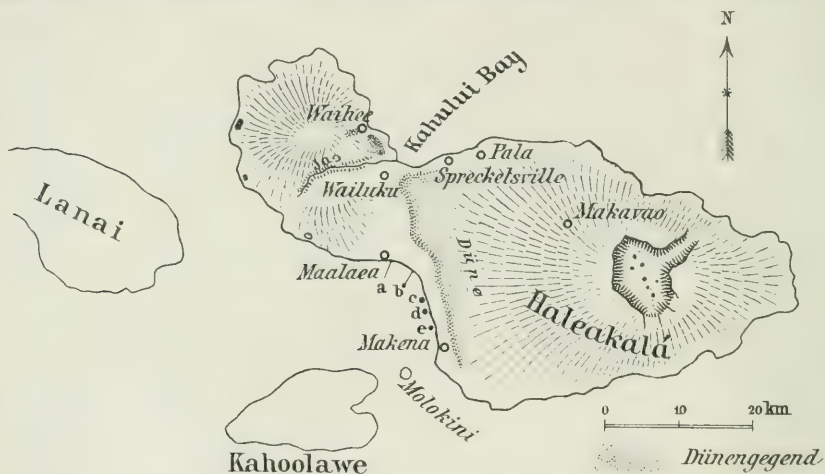 N
Kahului Bay
Waihee
Jao
Pala
Spreckelsville
Wailuku
Lanai
Makavao
Düne
Maalaea
a
b
c
d
e
Haleakalá
Makena
Molokini
Kahoolawe
0 10 20 km
Dünengegend